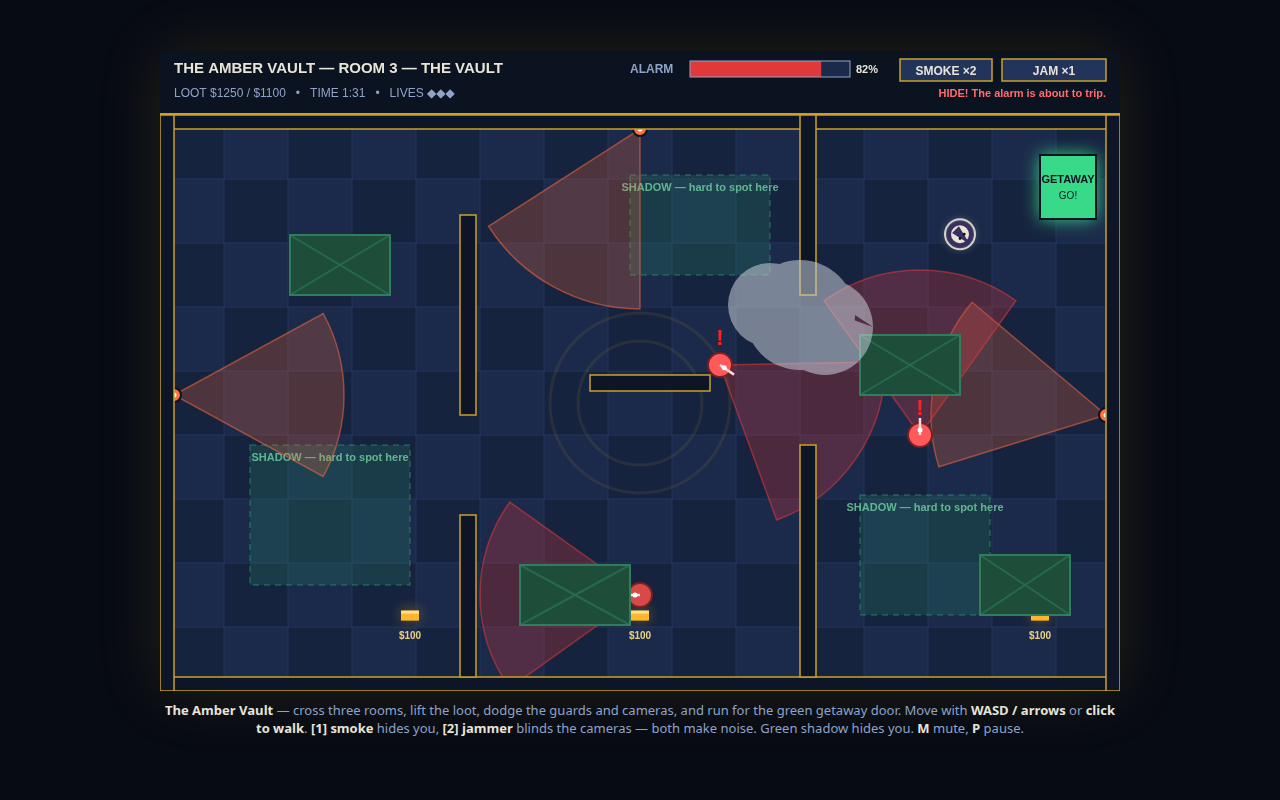 THE AMBER VAULT — ROOM 3 — THE VAULT
ALARM
82%
SMOKE ×2
JAM ×1
LOOT $1250 / $1100 • TIME 1:31 • LIVES ◆◆◆
HIDE! The alarm is about to trip.
GETAWAY
GO!
SHADOW — hard to spot here
!
!
SHADOW — hard to spot here
SHADOW — hard to spot here
$100
$100
$100
The Amber Vault — cross three rooms, lift the loot, dodge the guards and cameras, and run for the green getaway door. Move with WASD / arrows or click
to walk. [1] smoke hides you, [2] jammer blinds the cameras — both make noise. Green shadow hides you. M mute, P pause.